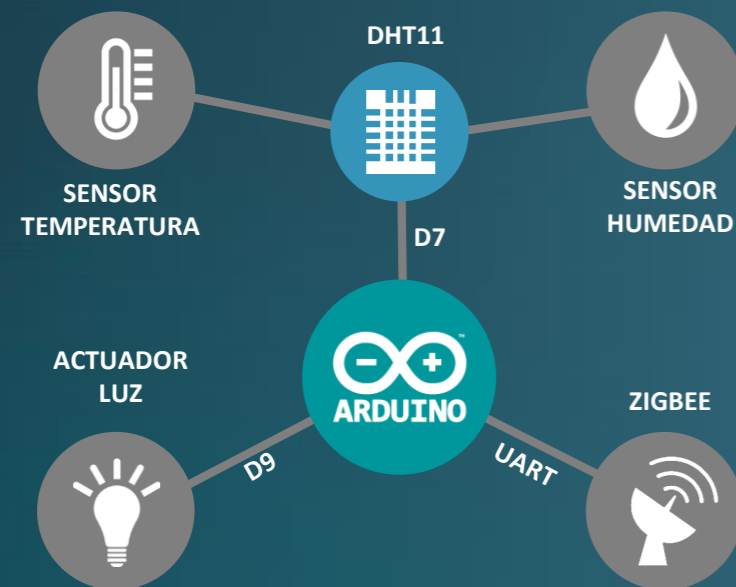 DHT11
SENSOR
TEMPERATURA
SENSOR
HUMEDAD
D7
ACTUADOR
LUZ
ARDUINO
ZIGBEE
D9
UART